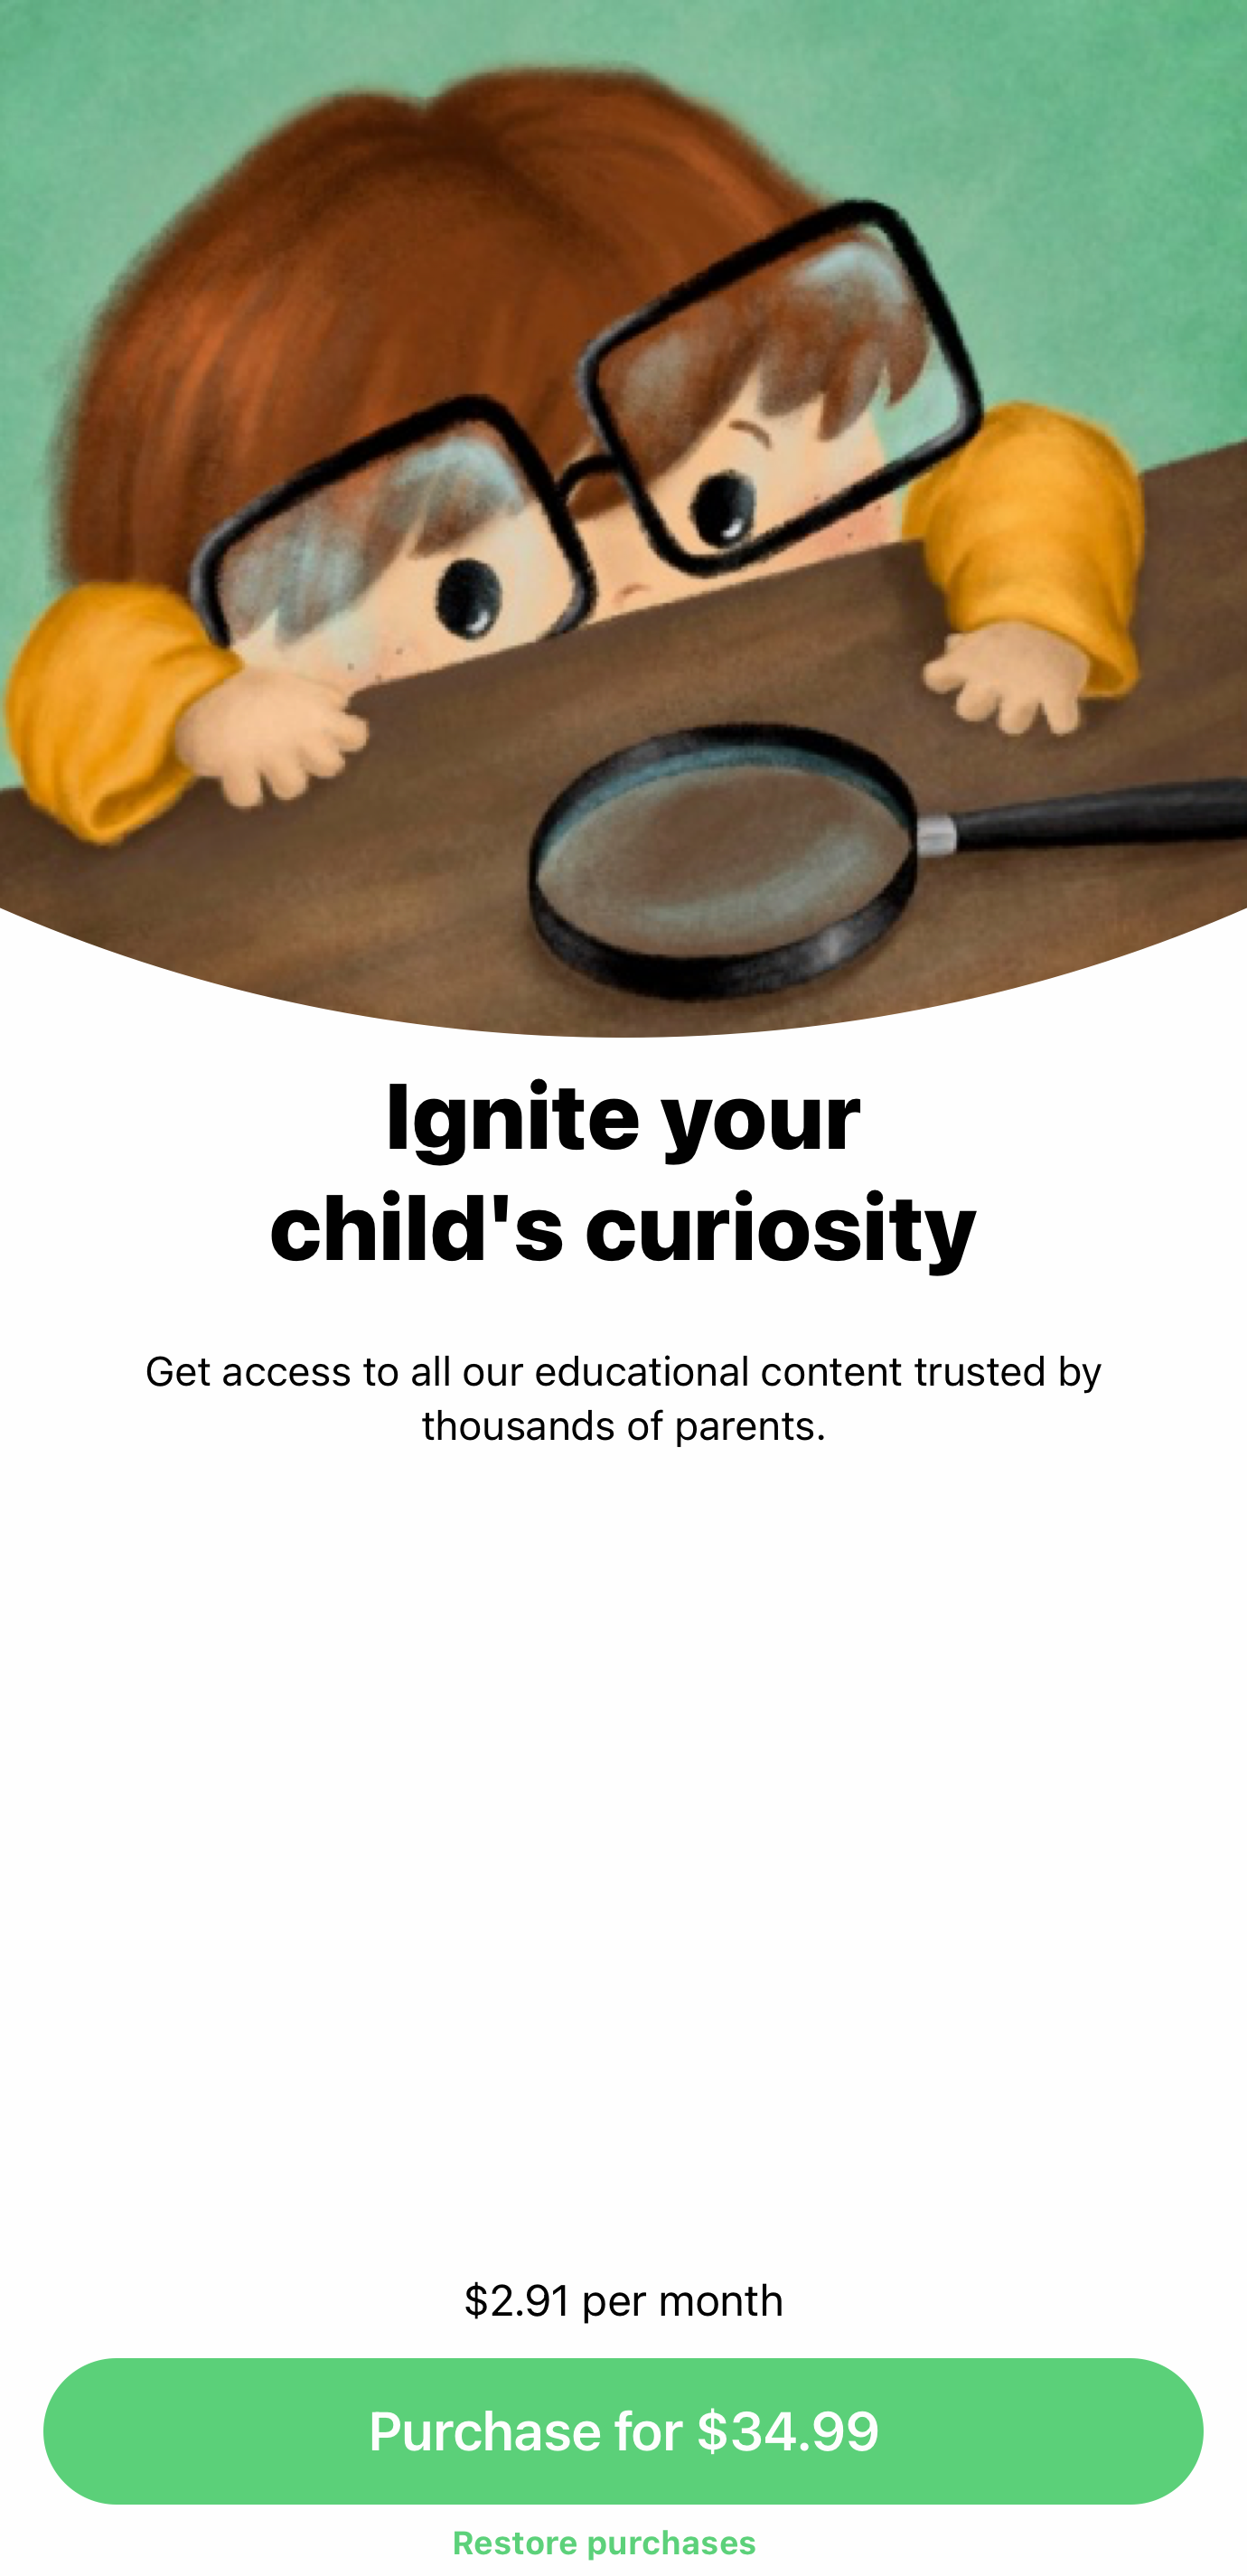 Ignite your
child's curiosity
Get access to all our educational content trusted by
thousands of parents.
$2.91 per month
Purchase for $34.99
Restore purchases